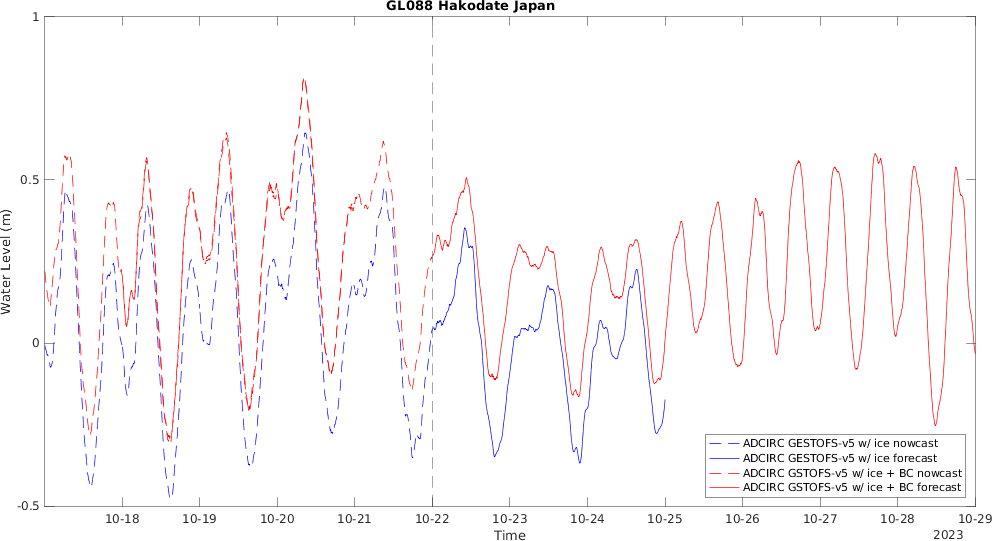 GL088 Hakodate Japan
1
0.5
0
-0.5
Water Level (m)
10-18 10-19 10-20 10-21 10-22 10-23 10-24 10-25 10-26 10-27 10-28 10-29
Time
2023
ADCIRC GESTOFS-v5 w/ ice nowcast
ADCIRC GESTOFS-v5 w/ ice forecast
ADCIRC GSTOFS-v5 w/ ice + BC nowcast
ADCIRC GSTOFS-v5 w/ ice + BC forecast